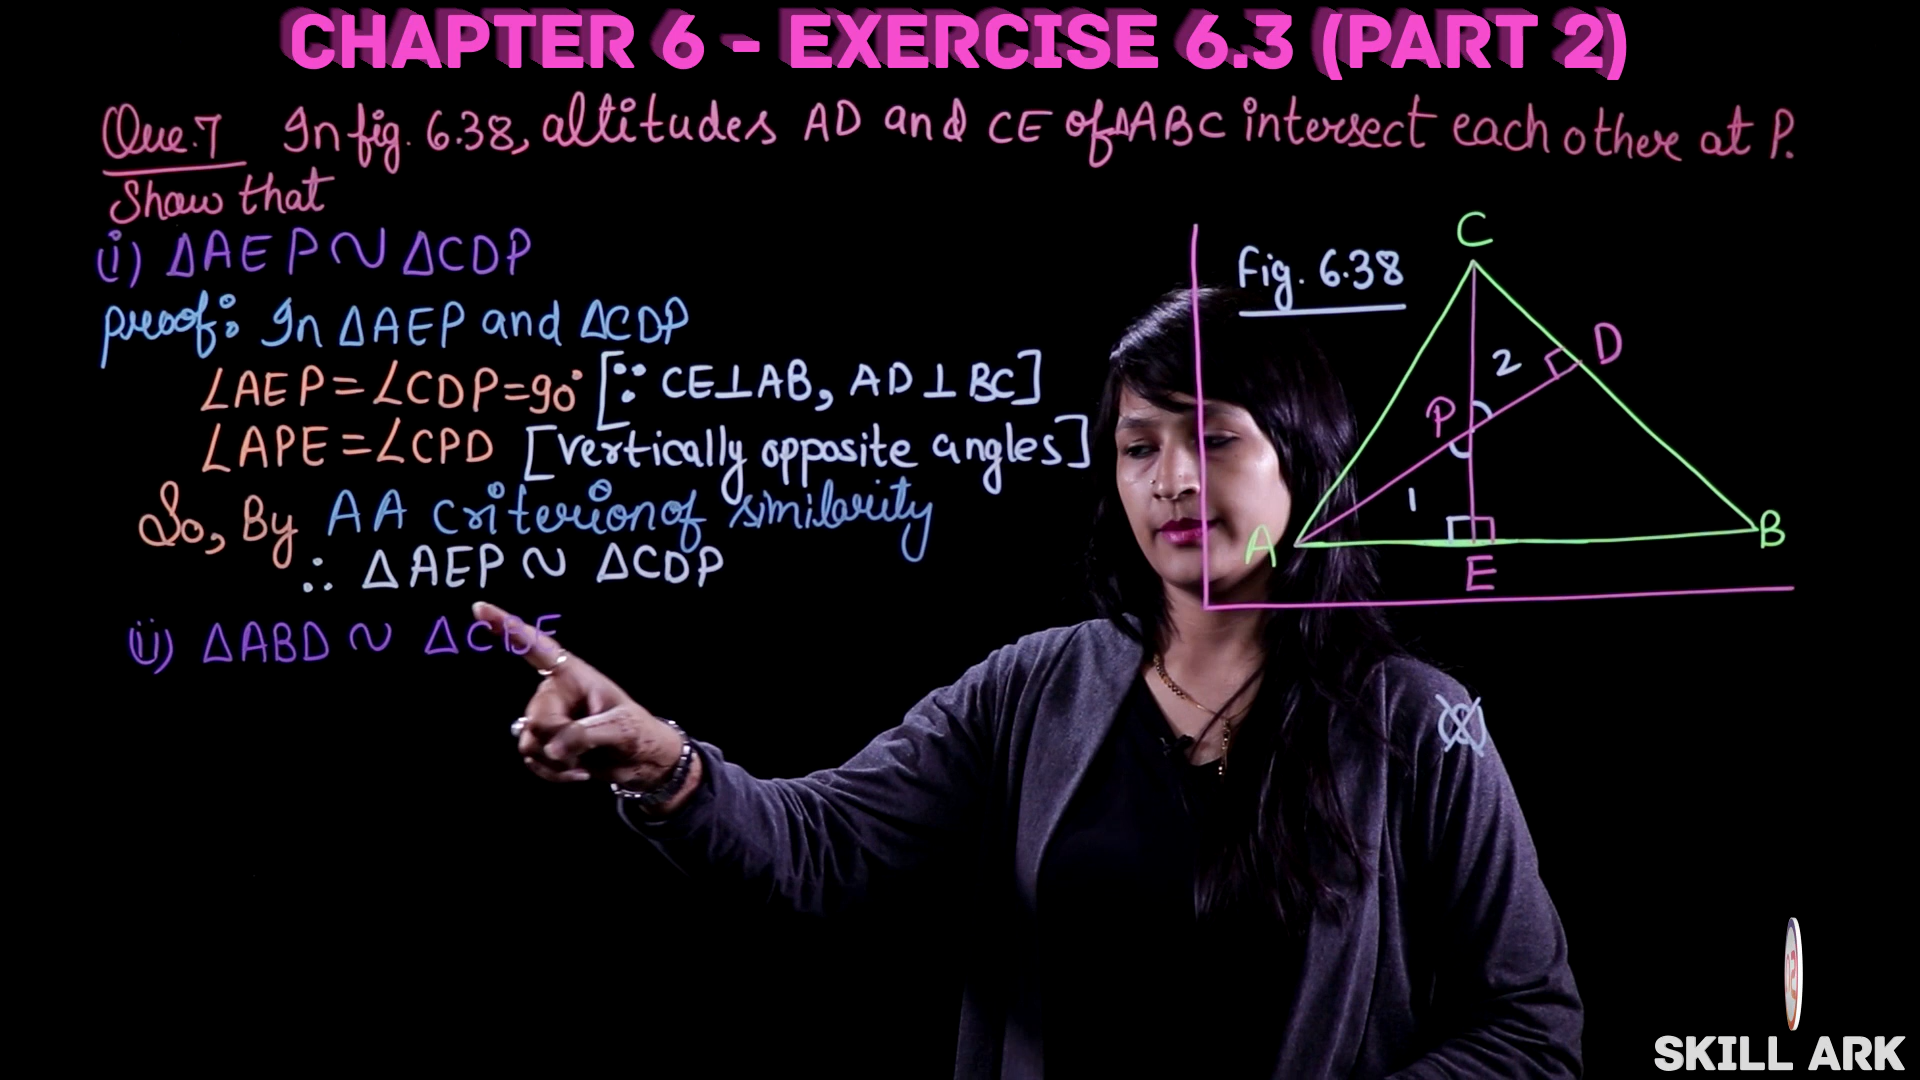 CHAPTER 6 - EXERCISE 6.3 (PART 2)
Que.7 In fig. 6.38, altitudes AD and CE of ΔABC intersect each other at P.
Show that
(i) ΔAEP ~ ΔCDP
proof: In ΔAEP and ΔCDP
∠AEP = ∠CDP = 90° [∵ CE⊥AB, AD⊥BC]
∠APE = ∠CPD [vertically opposite angles]
So, By AA criterion of similarity
∴ ΔAEP ~ ΔCDP
(ii) ΔABD ~ ΔCBE
Fig. 6.38
C
2
D
P
1
A
B
E
SKILL ARK